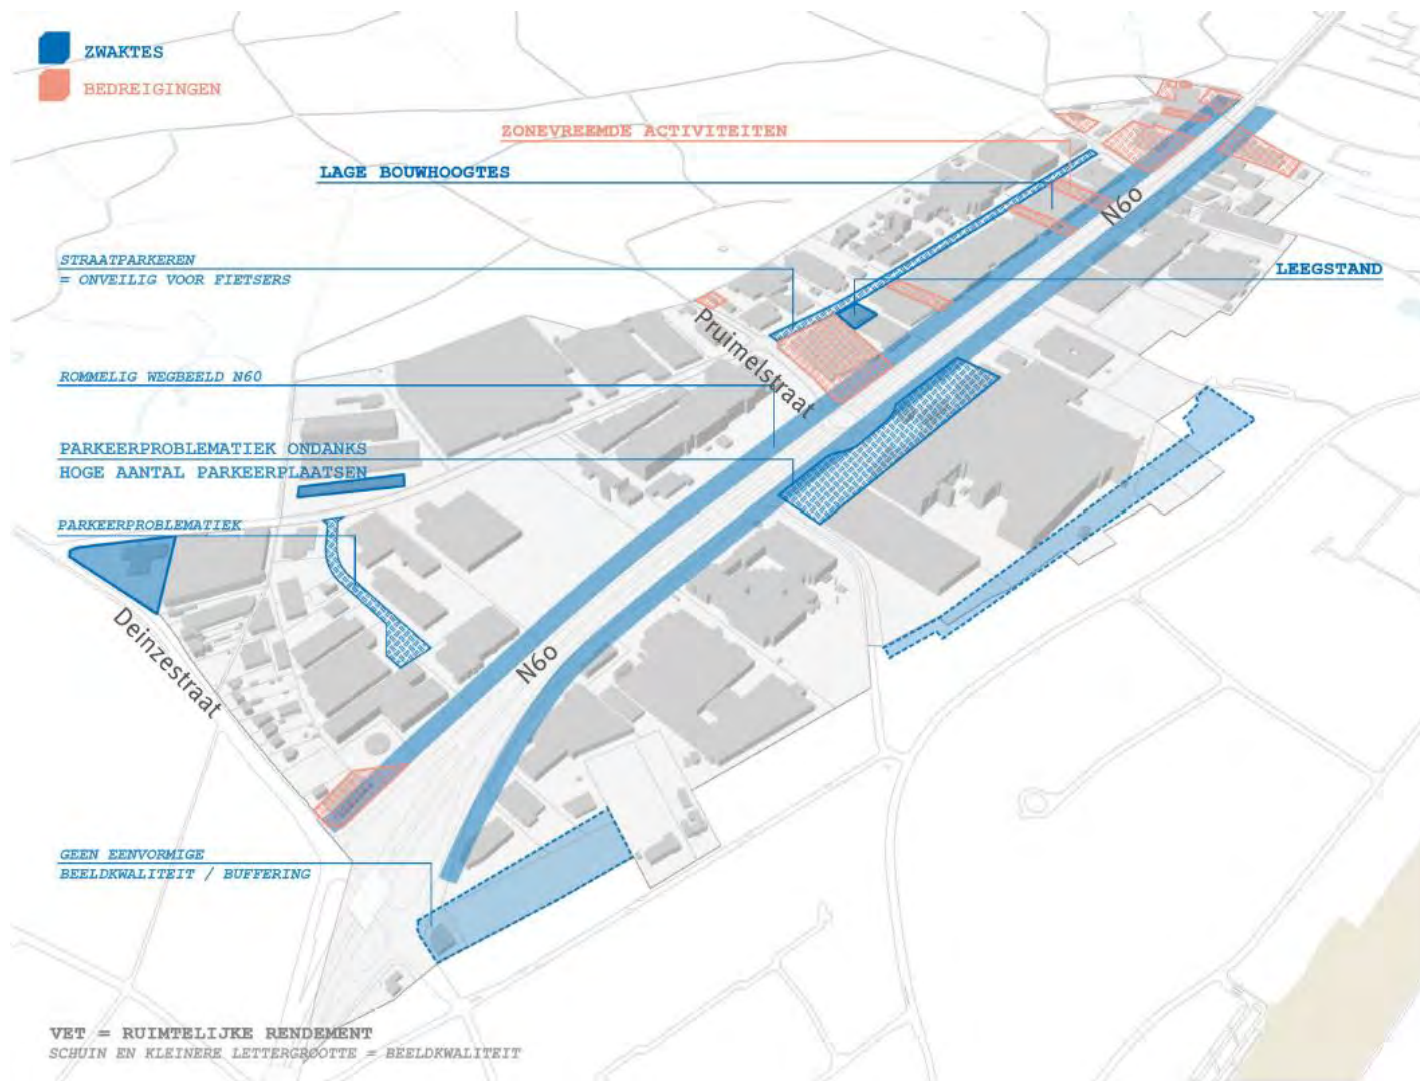 ZWAKTES
BEDREIGINGEN
ZONEVREEMDE ACTIVITEITEN
LAGE BOUWHOOGTES
N60
STRAATPARKEREN
= ONVEILIG VOOR FIETSERS
LEEGSTAND
Pruimelstraat
ROMMELIG WEGBEELD N60
PARKEERPROBLEMATIEK ONDANKS
HOGE AANTAL PARKEERPLAATSEN
PARKEERPROBLEMATIEK
Deinzestraat
N60
GEEN EENVORMIGE
BEELDKWALITEIT / BUFFERING
VET = RUIMTELIJKE RENDEMENT
SCHUIN EN KLEINERE LETTERGROOTTE = BEELDKWALITEIT